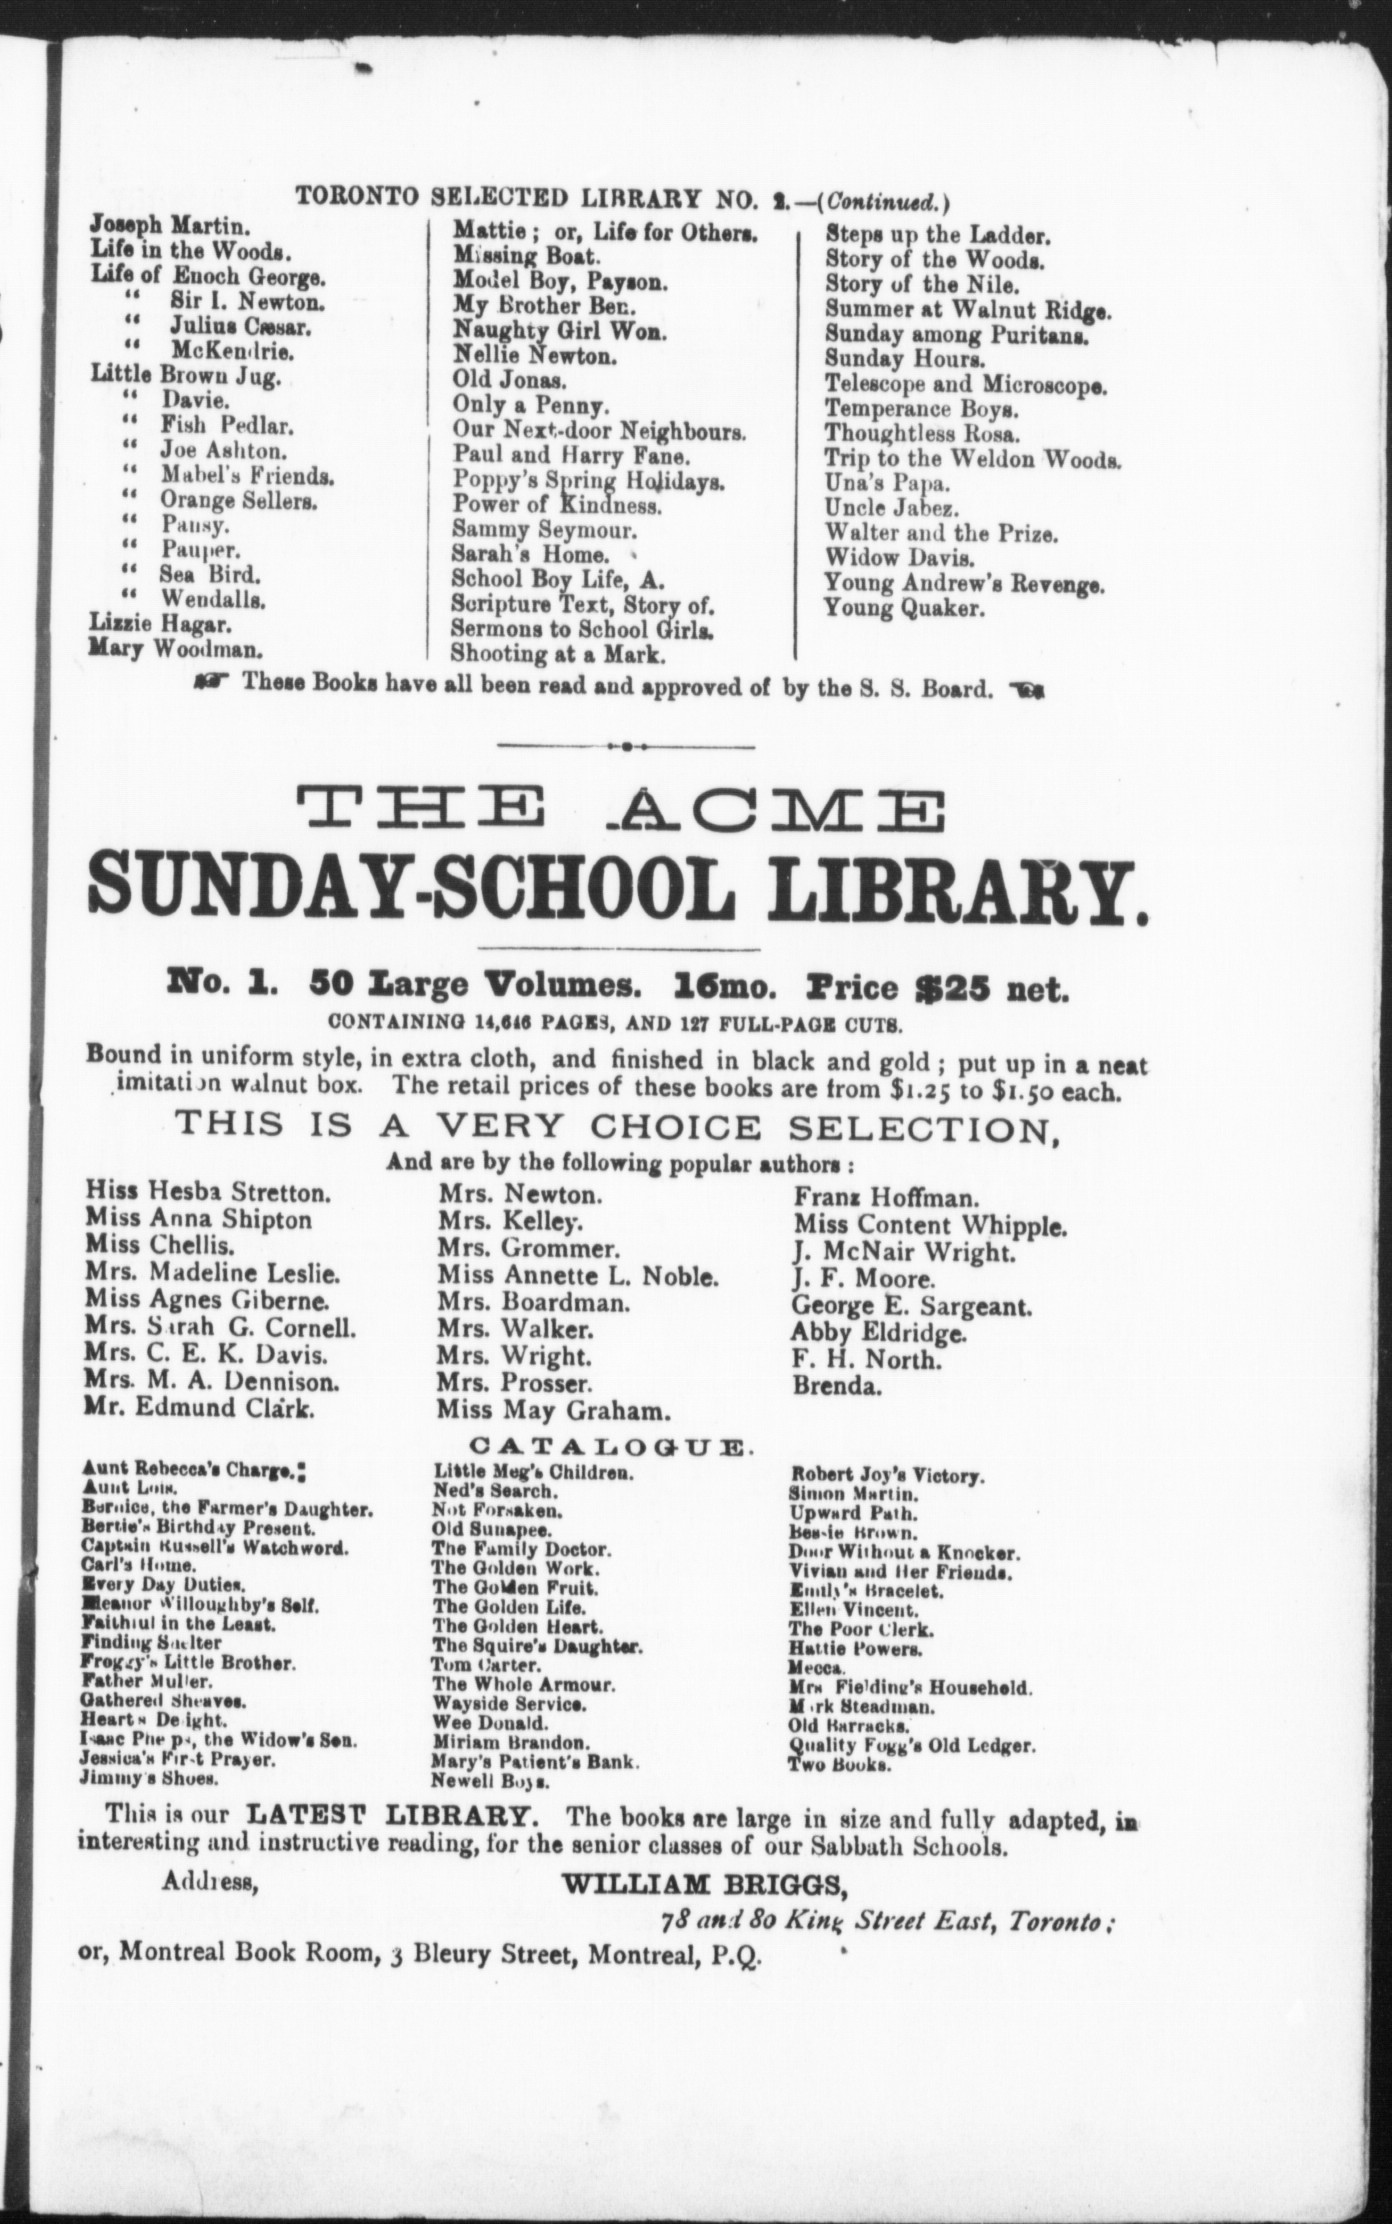 TORONTO SELECTED LIBRARY NO. 2.—(Continued.)
Joseph Martin.
Life in the Woods.
Life of Enoch George.
“ Sir I. Newton.
“ Julius Cæsar.
“ McKendrie.
Little Brown Jug.
“ Davie.
“ Fish Pedlar.
“ Joe Ashton.
“ Mabel's Friends.
“ Orange Sellers.
“ Pansy.
“ Pauper.
“ Sea Bird.
“ Wendalls.
Lizzie Hagar.
Mary Woodman.
Mattie; or, Life for Others.
Missing Boat.
Model Boy, Payson.
My Brother Ben.
Naughty Girl Won.
Nellie Newton.
Old Jonas.
Only a Penny.
Our Next-door Neighbours.
Paul and Harry Fane.
Poppy's Spring Holidays.
Power of Kindness.
Sammy Seymour.
Sarah's Home.
School Boy Life, A.
Scripture Text, Story of.
Sermons to School Girls.
Shooting at a Mark.
Steps up the Ladder.
Story of the Woods.
Story of the Nile.
Summer at Walnut Ridge.
Sunday among Puritans.
Sunday Hours.
Telescope and Microscope.
Temperance Boys.
Thoughtless Rosa.
Trip to the Weldon Woods.
Una's Papa.
Uncle Jabez.
Walter and the Prize.
Widow Davis.
Young Andrew's Revenge.
Young Quaker.
☞ These Books have all been read and approved of by the S. S. Board. ☜
THE ACME
SUNDAY-SCHOOL LIBRARY.
No. 1. 50 Large Volumes. 16mo. Price $25 net.
CONTAINING 14,646 PAGES, AND 127 FULL-PAGE CUTS.
Bound in uniform style, in extra cloth, and finished in black and gold; put up in a neat
imitation walnut box. The retail prices of these books are from $1.25 to $1.50 each.
THIS IS A VERY CHOICE SELECTION,
And are by the following popular authors:
Hiss Hesba Stretton.
Miss Anna Shipton
Miss Chellis.
Mrs. Madeline Leslie.
Miss Agnes Giberne.
Mrs. Sarah G. Cornell.
Mrs. C. E. K. Davis.
Mrs. M. A. Dennison.
Mr. Edmund Clark.
Mrs. Newton.
Mrs. Kelley.
Mrs. Grommer.
Miss Annette L. Noble.
Mrs. Boardman.
Mrs. Walker.
Mrs. Wright.
Mrs. Prosser.
Miss May Graham.
Franz Hoffman.
Miss Content Whipple.
J. McNair Wright.
J. F. Moore.
George E. Sargeant.
Abby Eldridge.
F. H. North.
Brenda.
CATALOGUE.
Aunt Rebecca's Charge.
Aunt Lois.
Bernice, the Farmer's Daughter.
Bertie's Birthday Present.
Captain Russell's Watchword.
Carl's Home.
Every Day Duties.
Eleanor Willoughby's Self.
Faithful in the Least.
Finding Shelter
Froggy's Little Brother.
Father Muller.
Gathered Sheaves.
Hearts Delight.
Isaac Phelps, the Widow's Son.
Jessica's First Prayer.
Jimmy's Shoes.
Little Meg's Children.
Ned's Search.
Not Forsaken.
Old Sunapee.
The Family Doctor.
The Golden Work.
The Golden Fruit.
The Golden Life.
The Golden Heart.
The Squire's Daughter.
Tom Carter.
The Whole Armour.
Wayside Service.
Wee Donald.
Miriam Brandon.
Mary's Patient's Bank.
Newell Boys.
Robert Joy's Victory.
Simon Martin.
Upward Path.
Bessie Brown.
Door Without a Knocker.
Vivian and Her Friends.
Emily's Bracelet.
Ellen Vincent.
The Poor Clerk.
Hattie Powers.
Mecca.
Mrs Fielding's Household.
Mark Steadman.
Old Barracks.
Quality Fogg's Old Ledger.
Two Books.
This is our LATEST LIBRARY. The books are large in size and fully adapted, in
interesting and instructive reading, for the senior classes of our Sabbath Schools.
Address,
WILLIAM BRIGGS,
78 and 80 King Street East, Toronto;
or, Montreal Book Room, 3 Bleury Street, Montreal, P.Q.